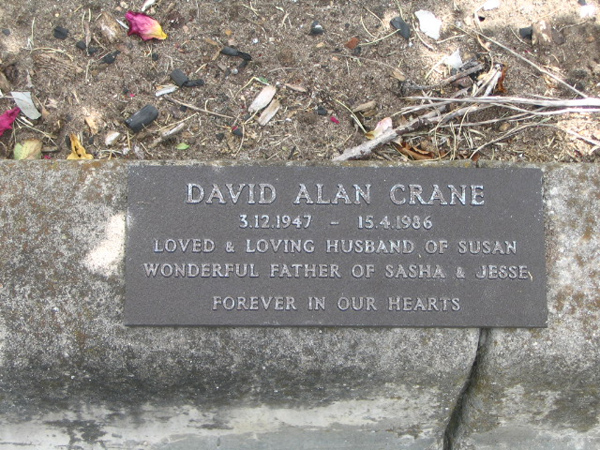 DAVID ALAN CRANE
3.12.1947 - 15.4.1986
LOVED & LOVING HUSBAND OF SUSAN
WONDERFUL FATHER OF SASHA & JESSE
FOREVER IN OUR HEARTS